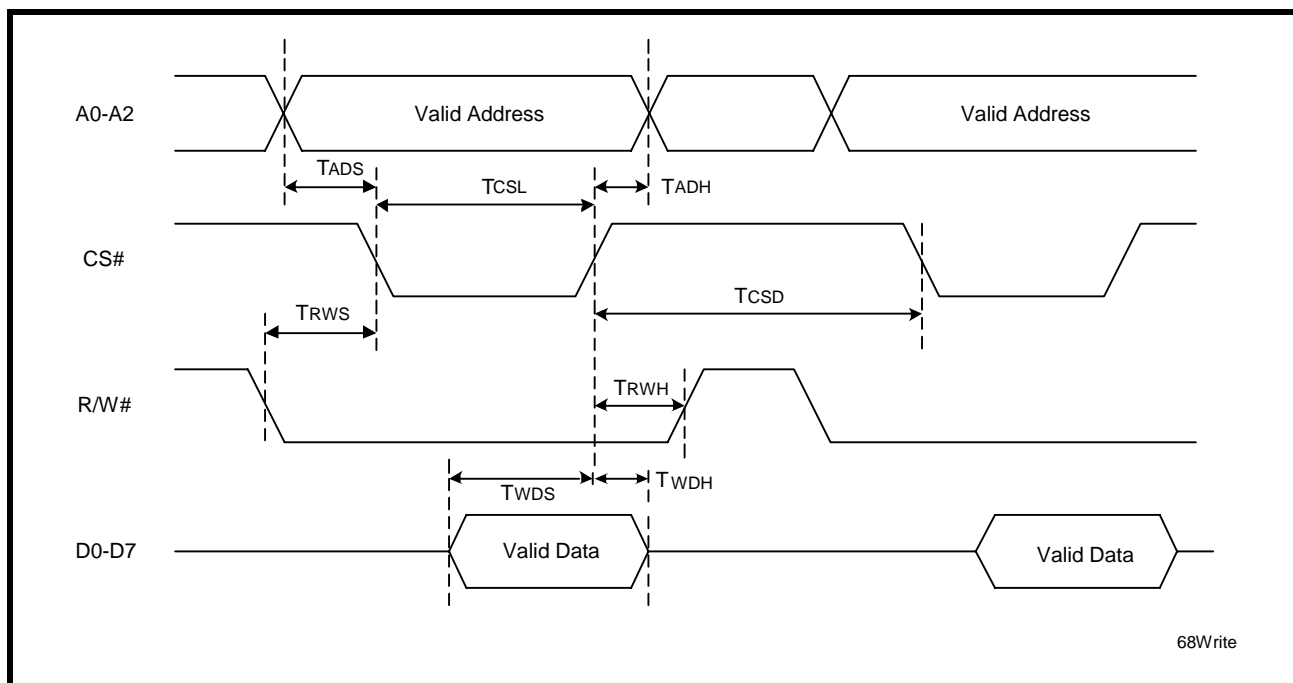 A0-A2
Valid Address
Valid Address
TADS
TCSL
TADH
CS#
TCSD
TRWS
TRWH
R/W#
TWDS
TWDH
D0-D7
Valid Data
Valid Data
68Write